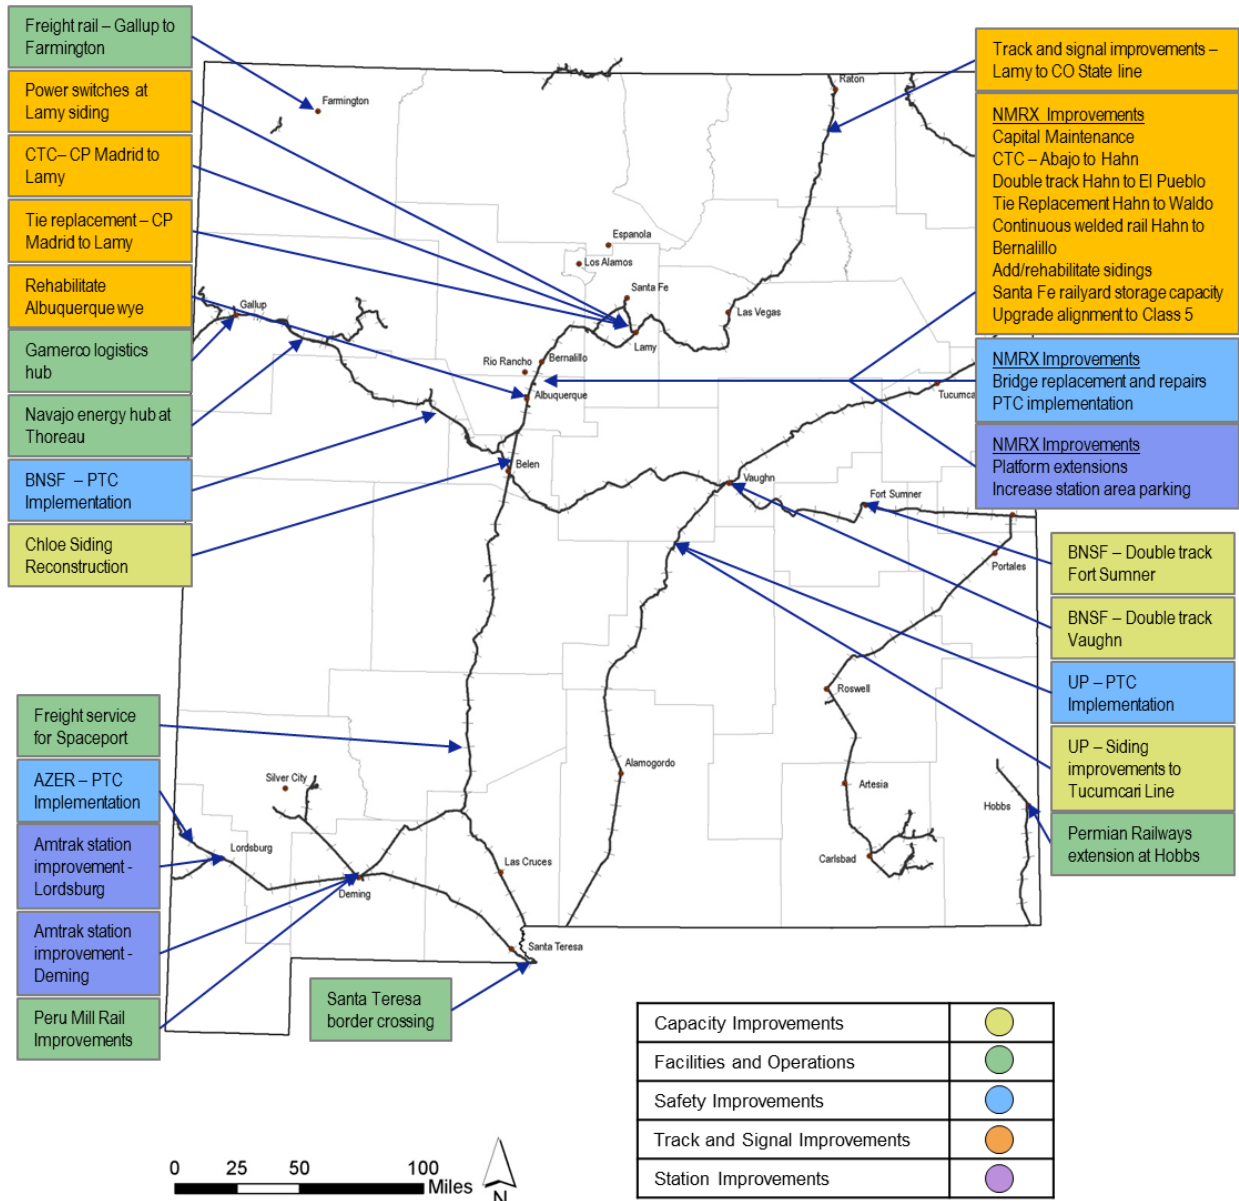 Freight rail – Gallup to
Farmington
Power switches at
Lamy siding
CTC– CP Madrid to
Lamy
Tie replacement – CP
Madrid to Lamy
Rehabilitate
Albuquerque wye
Gamerco logistics
hub
Navajo energy hub at
Thoreau
BNSF – PTC
Implementation
Chloe Siding
Reconstruction
Freight service
for Spaceport
AZER – PTC
Implementation
Amtrak station
improvement -
Lordsburg
Amtrak station
improvement -
Deming
Peru Mill Rail
Improvements
Santa Teresa
border crossing
Track and signal improvements –
Lamy to CO State line
NMRX Improvements
Capital Maintenance
CTC – Abajo to Hahn
Double track Hahn to El Pueblo
Tie Replacement Hahn to Waldo
Continuous welded rail Hahn to
Bernalillo
Add/rehabilitate sidings
Santa Fe railyard storage capacity
Upgrade alignment to Class 5
NMRX Improvements
Bridge replacement and repairs
PTC implementation
NMRX Improvements
Platform extensions
Increase station area parking
BNSF – Double track
Fort Sumner
BNSF – Double track
Vaughn
UP – PTC
Implementation
UP – Siding
improvements to
Tucumcari Line
Permian Railways
extension at Hobbs
Farmington
Raton
Espanola
Los Alamos
Santa Fe
Las Vegas
Gallup
Lamy
Rio Rancho
Bernalillo
Albuquerque
Tucumca
Belen
Vaughn
Fort Sumner
Portales
Roswell
Alamogordo
Artesia
Silver City
Hobbs
Lordsburg
Las Cruces
Carlsbad
Deming
Santa Teresa
Capacity Improvements
Facilities and Operations
Safety Improvements
Track and Signal Improvements
Station Improvements
0 25 50 100
Miles
N